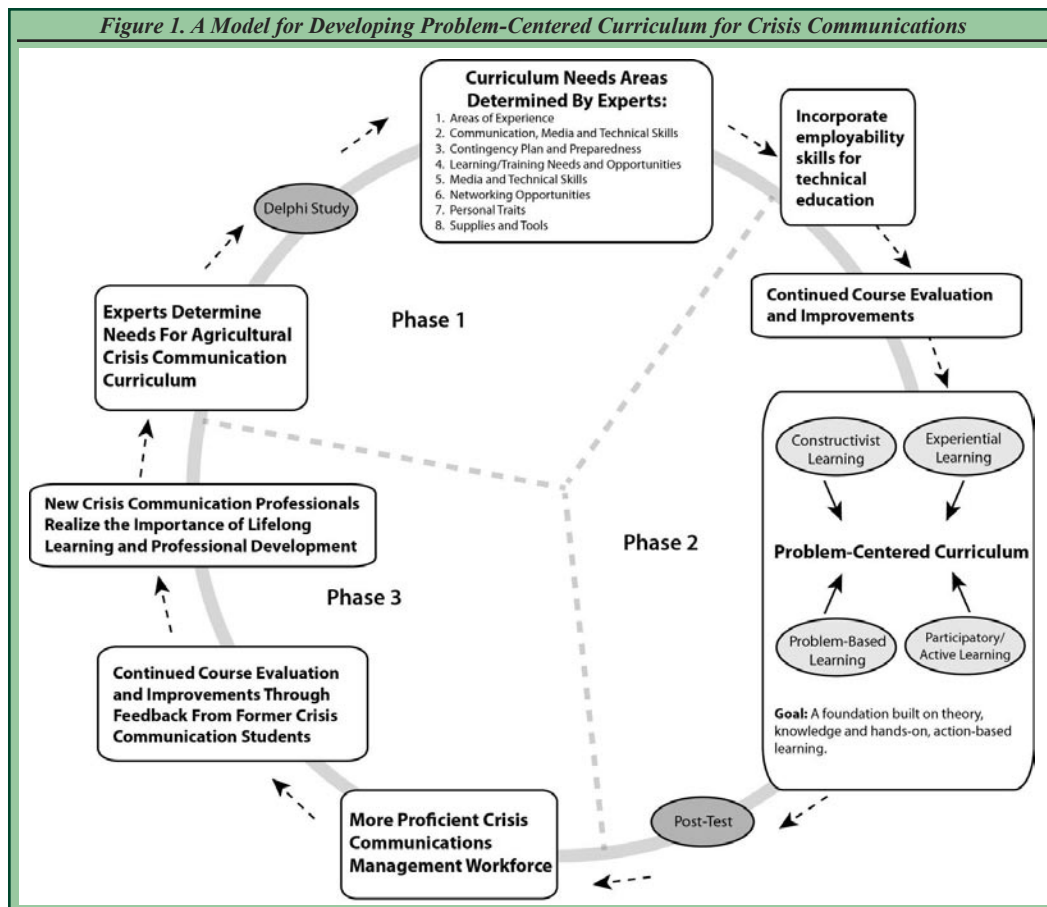 Figure 1. A Model for Developing Problem-Centered Curriculum for Crisis Communications
Curriculum Needs Areas
Determined By Experts:
1. Areas of Experience
2. Communication, Media and Technical Skills
3. Contingency Plan and Preparedness
4. Learning/Training Needs and Opportunities
5. Media and Technical Skills
6. Networking Opportunities
7. Personal Traits
8. Supplies and Tools
Incorporate
employability
skills for
technical
education
Delphi Study
Experts Determine
Needs For Agricultural
Crisis Communication
Curriculum
Phase 1
Continued Course Evaluation
and Improvements
Constructivist
Learning
Experiential
Learning
Problem-Centered Curriculum
Problem-Based
Learning
Participatory/
Active Learning
Goal: A foundation built on theory,
knowledge and hands-on, action-based
learning.
Phase 2
New Crisis Communication Professionals
Realize the Importance of Lifelong
Learning and Professional Development
Phase 3
Continued Course Evaluation
and Improvements Through
Feedback From Former Crisis
Communication Students
More Proficient Crisis
Communications
Management Workforce
Post-Test